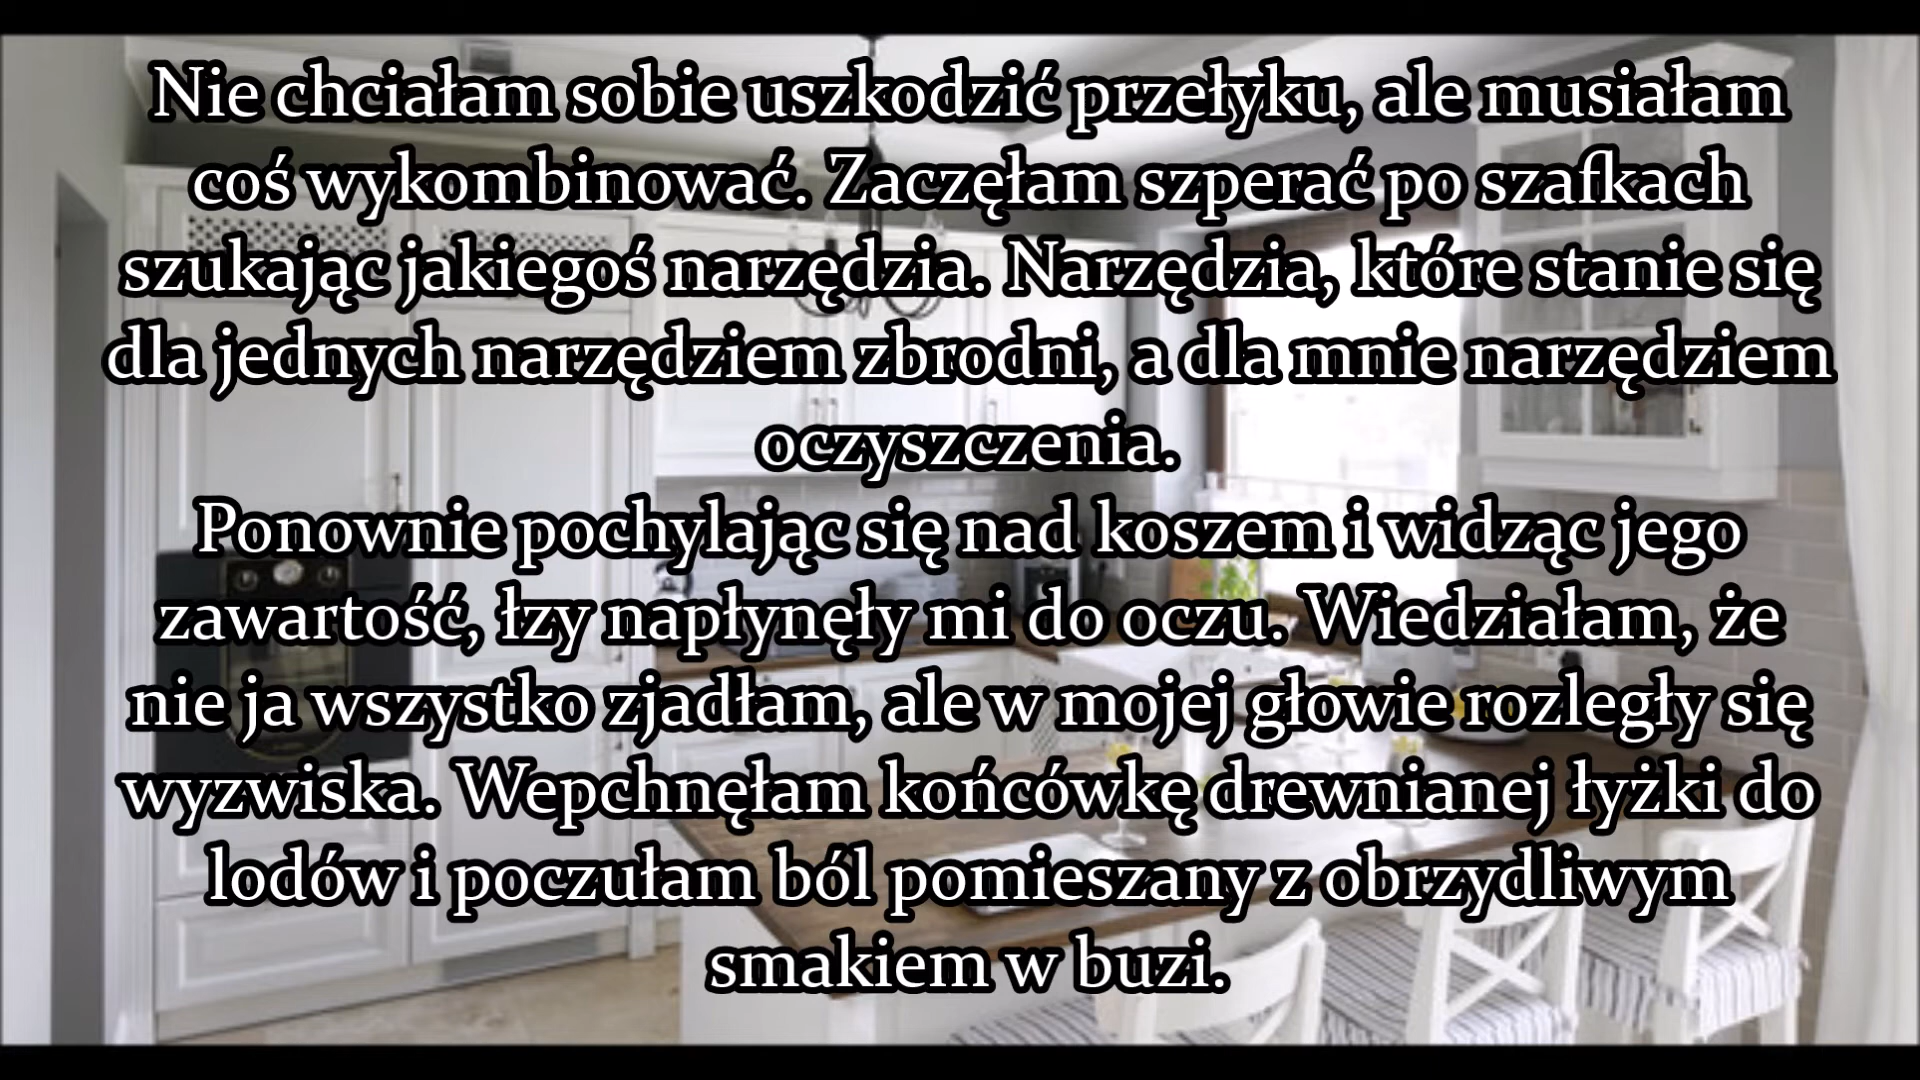 Nie chciałam sobie uszkodzić przełyku, ale musiałam
coś wykombinować. Zaczęłam szperać po szafkach
szukając jakiegoś narzędzia. Narzędzia, które stanie się
dla jednych narzędziem zbrodni, a dla mnie narzędziem
oczyszczenia.
Ponownie pochylając się nad koszem i widząc jego
zawartość, łzy napłynęły mi do oczu. Wiedziałam, że
nie ja wszystko zjadłam, ale w mojej głowie rozległy się
wyzwiska. Wepchnęłam końcówkę drewnianej łyżki do
lodów i poczułam ból pomieszany z obrzydliwym
smakiem w buzi.